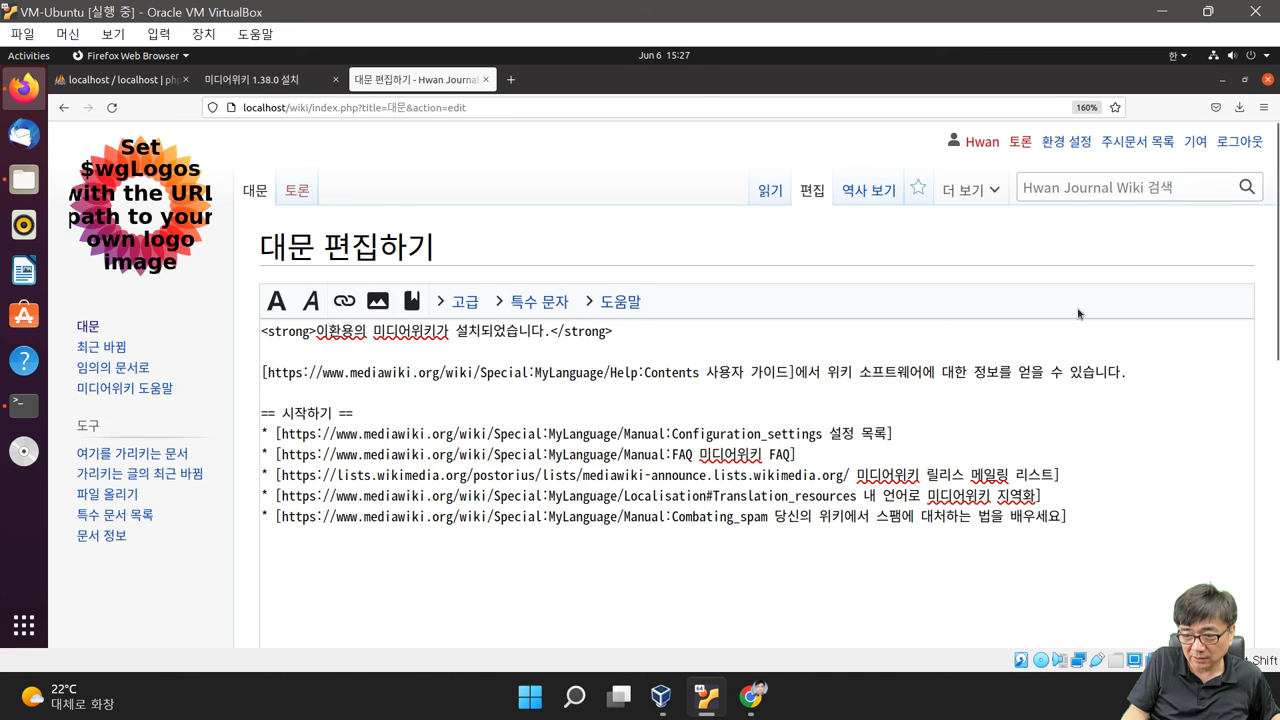 VM-Ubuntu [실행 중] - Oracle VM VirtualBox
파일 머신 보기 입력 장치 도움말
Activities Firefox Web Browser Jun 6 15:27 한
localhost / localhost | ph 미디어위키 1.38.0 설치 대문 편집하기 - Hwan Journal
localhost/wiki/index.php?title=대문&action=edit 160%
Set
$wgLogos
with the URL
path to your
own logo
image
Hwan 토론 환경 설정 주시문서 목록 기여 로그아웃
대문 토론 읽기 편집 역사 보기 더 보기 Hwan Journal Wiki 검색
대문 편집하기
A A 고급 특수 문자 도움말
<strong>이환용의 미디어위키가 설치되었습니다.</strong>
[https://www.mediawiki.org/wiki/Special:MyLanguage/Help:Contents 사용자 가이드]에서 위키 소프트웨어에 대한 정보를 얻을 수 있습니다.
== 시작하기 ==
* [https://www.mediawiki.org/wiki/Special:MyLanguage/Manual:Configuration_settings 설정 목록]
* [https://www.mediawiki.org/wiki/Special:MyLanguage/Manual:FAQ 미디어위키 FAQ]
* [https://lists.wikimedia.org/postorius/lists/mediawiki-announce.lists.wikimedia.org/ 미디어위키 릴리스 메일링 리스트]
* [https://www.mediawiki.org/wiki/Special:MyLanguage/Localisation#Translation_resources 내 언어로 미디어위키 지역화]
* [https://www.mediawiki.org/wiki/Special:MyLanguage/Manual:Combating_spam 당신의 위키에서 스팸에 대처하는 법을 배우세요]
대문
최근 바뀜
임의의 문서로
미디어위키 도움말
도구
여기를 가리키는 문서
가리키는 글의 최근 바뀜
파일 올리기
특수 문서 목록
문서 정보
Shift
22°C
대체로 화창